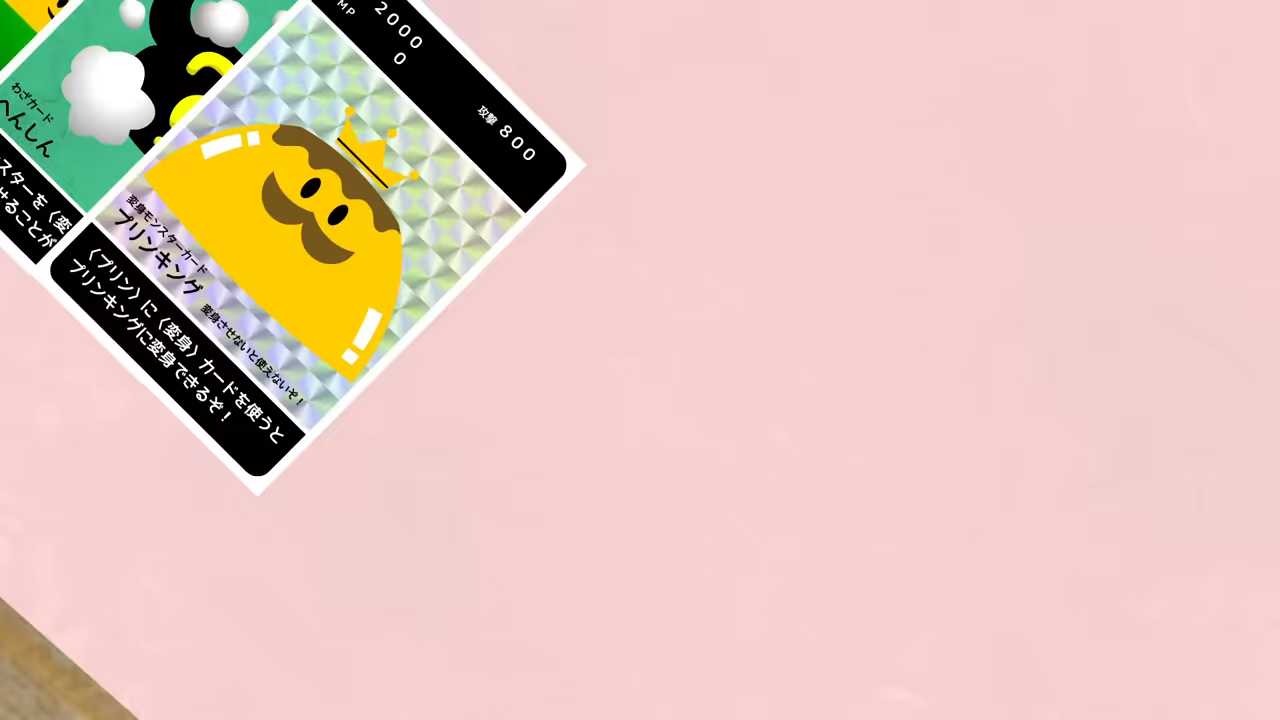 わざカード
へんしん
スターを〈変
せることが
MP
2000
0
攻撃 800
変身モンスターカード
プリンキング
変身させないと使えないぞ！
〈プリン〉に〈変身〉カードを使うと
プリンキングに変身できるぞ！